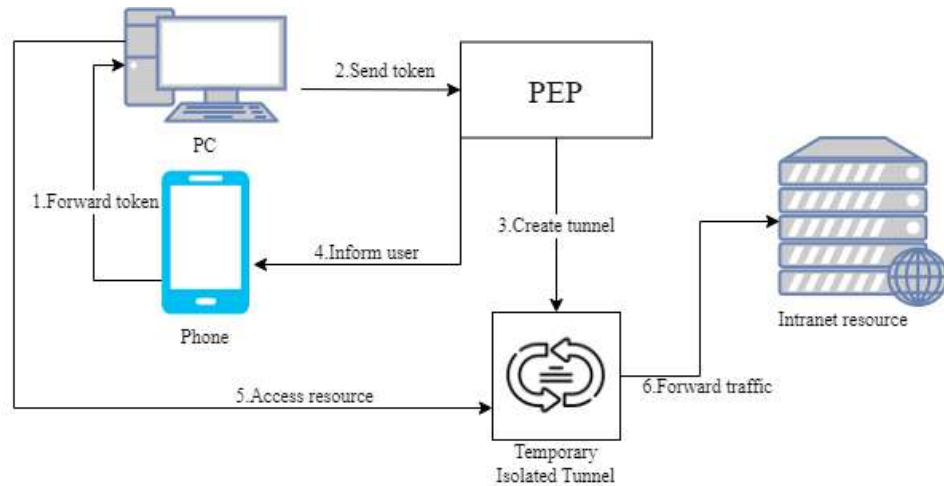 2.Send token
PEP
PC
1.Forward token
3.Create tunnel
4.Inform user
Phone
Intranet resource
5.Access resource
6.Forward traffic
Temporary
Isolated Tunnel